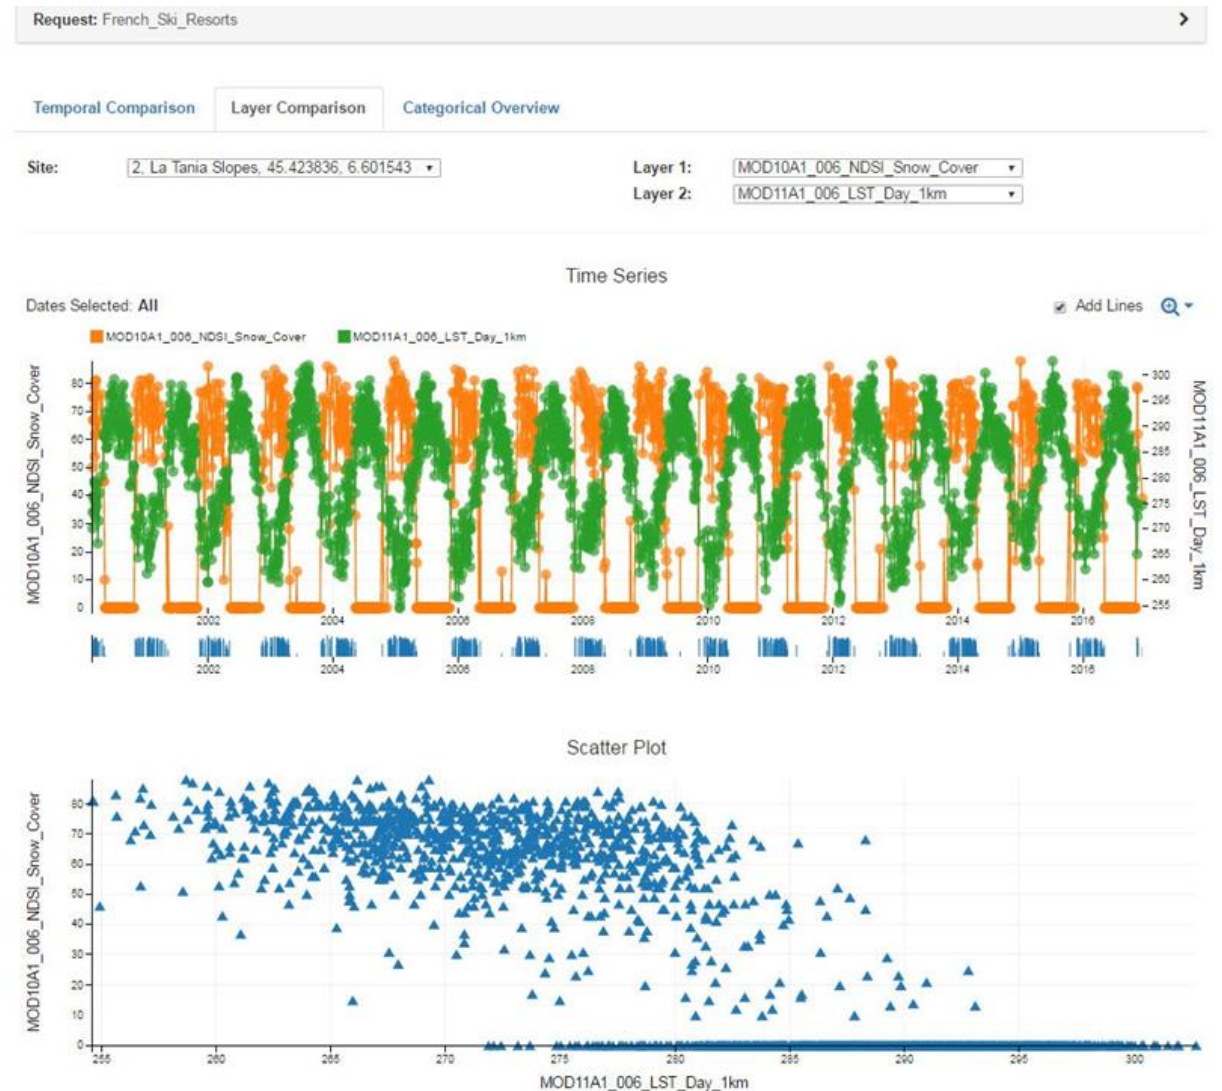 Request: French_Ski_Resorts
Temporal Comparison Layer Comparison Categorical Overview
Site: 2, La Tania Slopes, 45.423836, 6.601543 Layer 1: MOD10A1_006_NDSI_Snow_Cover
Layer 2: MOD11A1_006_LST_Day_1km
Time Series
Dates Selected: All Add Lines
MOD10A1_006_NDSI_Snow_Cover MOD11A1_006_LST_Day_1km
MOD10A1_006_NDSI_Snow_Cover
80
70
60
50
40
30
20
10
0
300
295
290
285
280
275
270
265
260
255
MOD11A1_006_LST_Day_1km
2002 2004 2006 2008 2010 2012 2014 2016
2002 2004 2006 2008 2010 2012 2014 2016
Scatter Plot
MOD10A1_006_NDSI_Snow_Cover
80
70
60
50
40
30
20
10
0
255 260 265 270 275 280 285 290 295 300
MOD11A1_006_LST_Day_1km